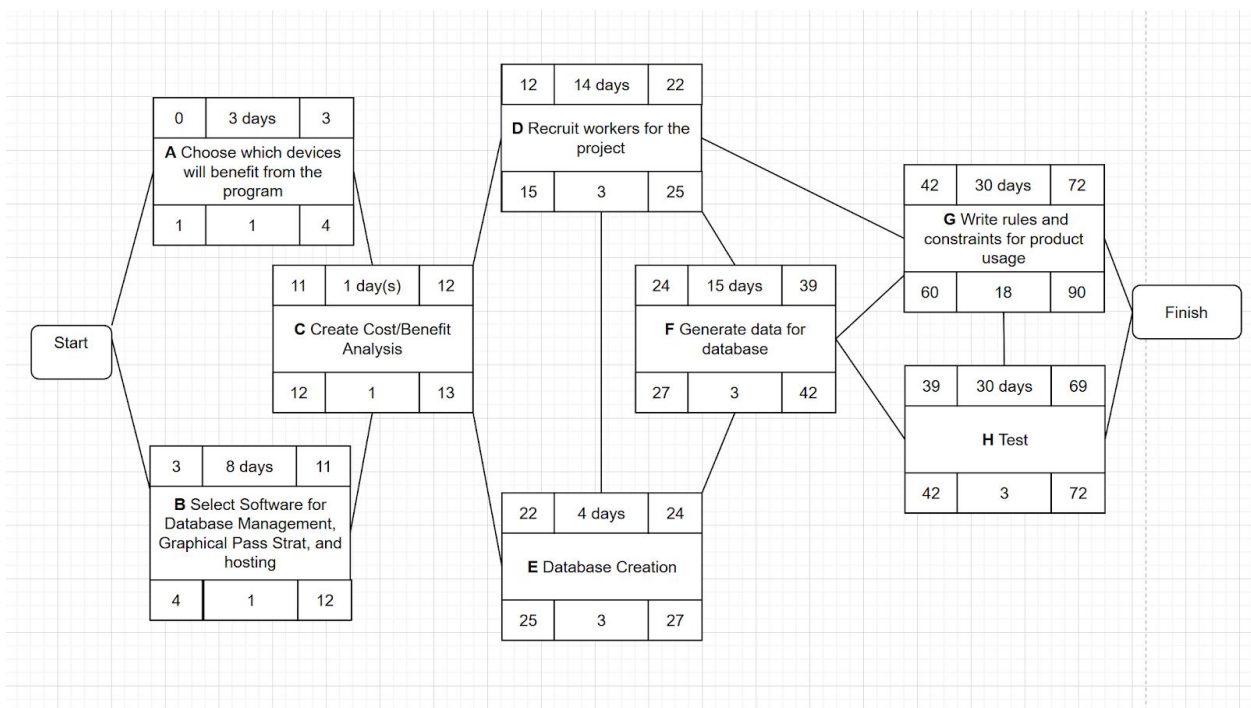 Start
0 3 days 3
A Choose which devices
will benefit from the
program
1 1 4
3 8 days 11
B Select Software for
Database Management,
Graphical Pass Strat, and
hosting
4 1 12
11 1 day(s) 12
C Create Cost/Benefit
Analysis
12 1 13
12 14 days 22
D Recruit workers for the
project
15 3 25
22 4 days 24
E Database Creation
25 3 27
24 15 days 39
F Generate data for
database
27 3 42
42 30 days 72
G Write rules and
constraints for product
usage
60 18 90
39 30 days 69
H Test
42 3 72
Finish